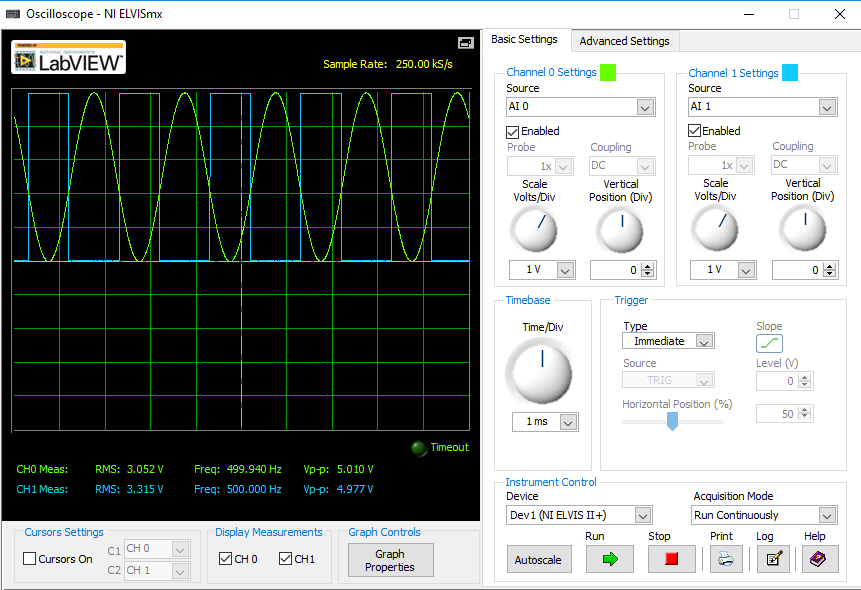 Oscilloscope - NI ELVISmx
POWERED BY
NATIONAL INSTRUMENTS
LabVIEW™
Sample Rate: 250.00 kS/s
Timeout
CH0 Meas: RMS: 3.052 V Freq: 499.940 Hz Vp-p: 5.010 V
CH1 Meas: RMS: 3.315 V Freq: 500.000 Hz Vp-p: 4.977 V
Cursors Settings
Cursors On
C1 CH 0
C2 CH 1
Display Measurements
CH 0 CH1
Graph Controls
Graph
Properties
Basic Settings Advanced Settings
Channel 0 Settings
Source
AI 0
Enabled
Probe Coupling
1x DC
Scale Vertical
Volts/Div Position (Div)
1 V 0
Channel 1 Settings
Source
AI 1
Enabled
Probe Coupling
1x DC
Scale Vertical
Volts/Div Position (Div)
1 V 0
Timebase
Time/Div
1 ms
Trigger
Type Slope
Immediate
Source Level (V)
TRIG 0
Horizontal Position (%)
50
Instrument Control
Device Acquisition Mode
Dev1 (NI ELVIS II+) Run Continuously
Run Stop Print Log Help
Autoscale